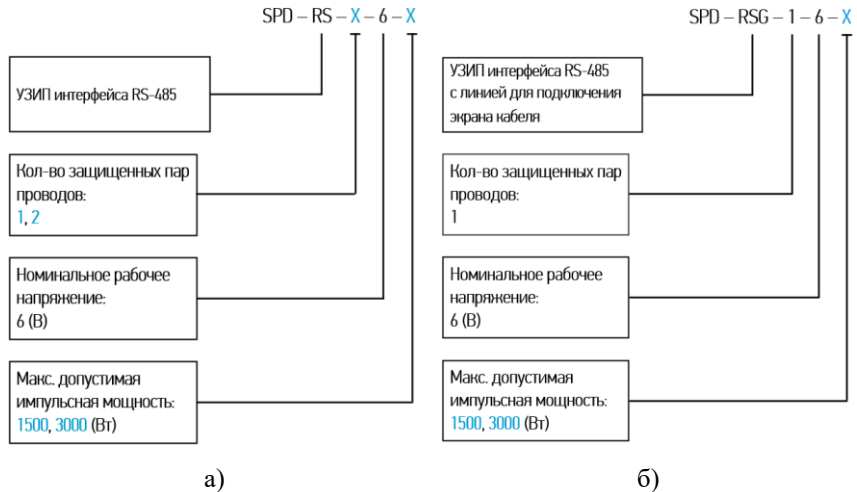 SPD – RS – X – 6 – X
УЗИП интерфейса RS-485
Кол-во защищенных пар
проводов:
1, 2
Номинальное рабочее
напряжение:
6 (В)
Макс. допустимая
импульсная мощность:
1500, 3000 (Вт)
а)
SPD – RSG – 1 – 6 – X
УЗИП интерфейса RS-485
с линией для подключения
экрана кабеля
Кол-во защищенных пар
проводов:
1
Номинальное рабочее
напряжение:
6 (В)
Макс. допустимая
импульсная мощность:
1500, 3000 (Вт)
б)